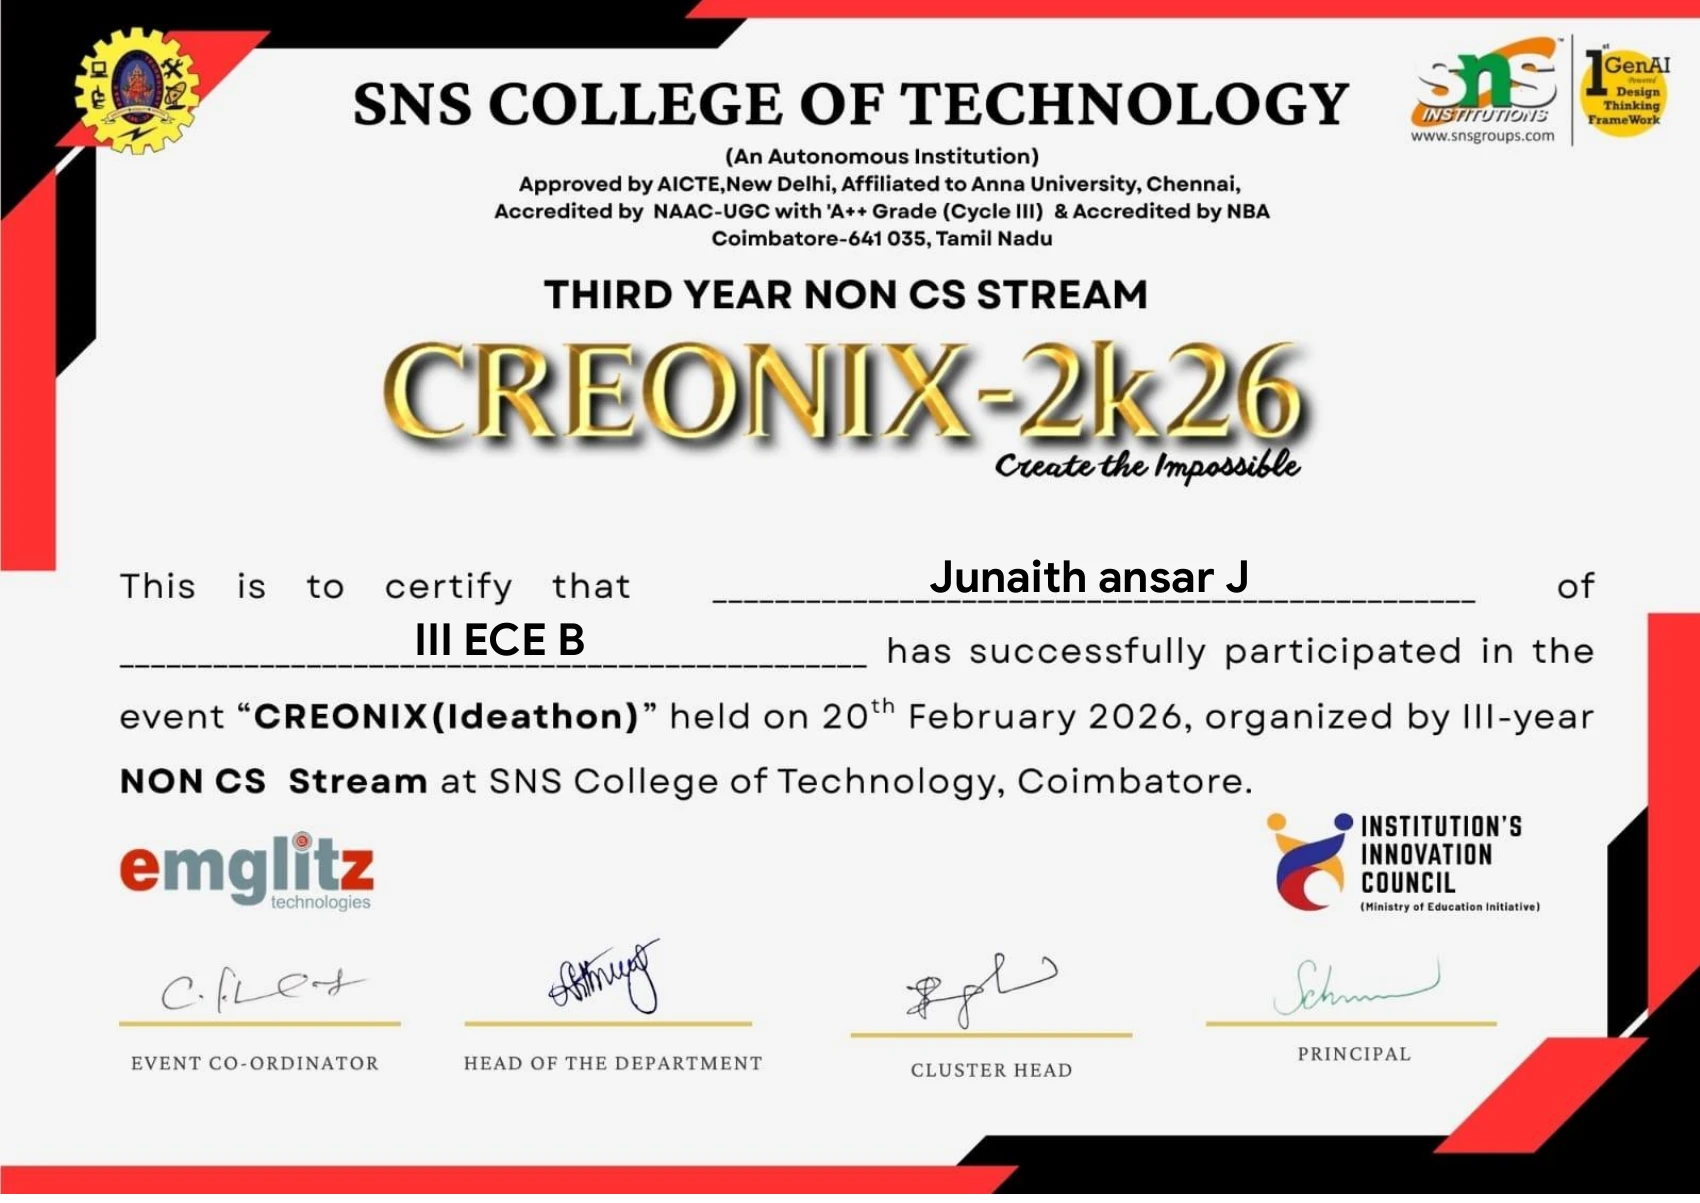 SNS COLLEGE OF TECHNOLOGY
(An Autonomous Institution)
Approved by AICTE,New Delhi, Affiliated to Anna University, Chennai,
Accredited by NAAC-UGC with 'A++ Grade (Cycle III) & Accredited by NBA
Coimbatore-641 035, Tamil Nadu
sns
INSTITUTIONS
www.snsgroups.com
1st GenAI
Powered
Design
Thinking
FrameWork
THIRD YEAR NON CS STREAM
CREONIX-2k26
Create the Impossible
This is to certify that Junaith ansar J of
III ECE B has successfully participated in the
event “CREONIX(Ideathon)” held on 20th February 2026, organized by III-year
NON CS Stream at SNS College of Technology, Coimbatore.
emglitz
technologies
INSTITUTION'S
INNOVATION
COUNCIL
(Ministry of Education Initiative)
EVENT CO-ORDINATOR
HEAD OF THE DEPARTMENT
CLUSTER HEAD
PRINCIPAL